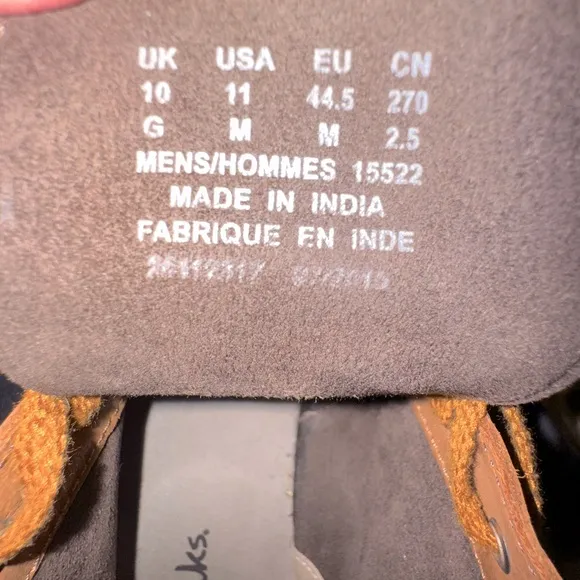 UK USA EU CN
10 11 44.5 270
G M M 2.5
MENS/HOMMES 15522
MADE IN INDIA
FABRIQUE EN INDE
ks.